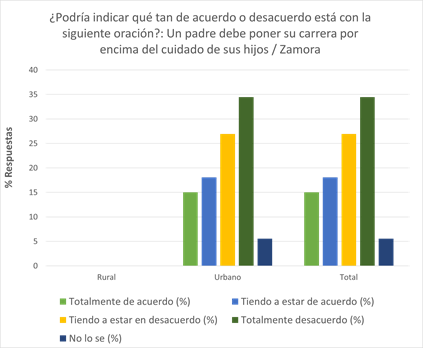 ¿Podría indicar qué tan de acuerdo o desacuerdo está con la
siguiente oración?: Un padre debe poner su carrera por
encima del cuidado de sus hijos / Zamora
% Respuestas
40
35
30
25
20
15
10
5
0
Rural Urbano Total
Totalmente de acuerdo (%) Tiendo a estar de acuerdo (%)
Tiendo a estar en desacuerdo (%) Totalmente desacuerdo (%)
No lo se (%)